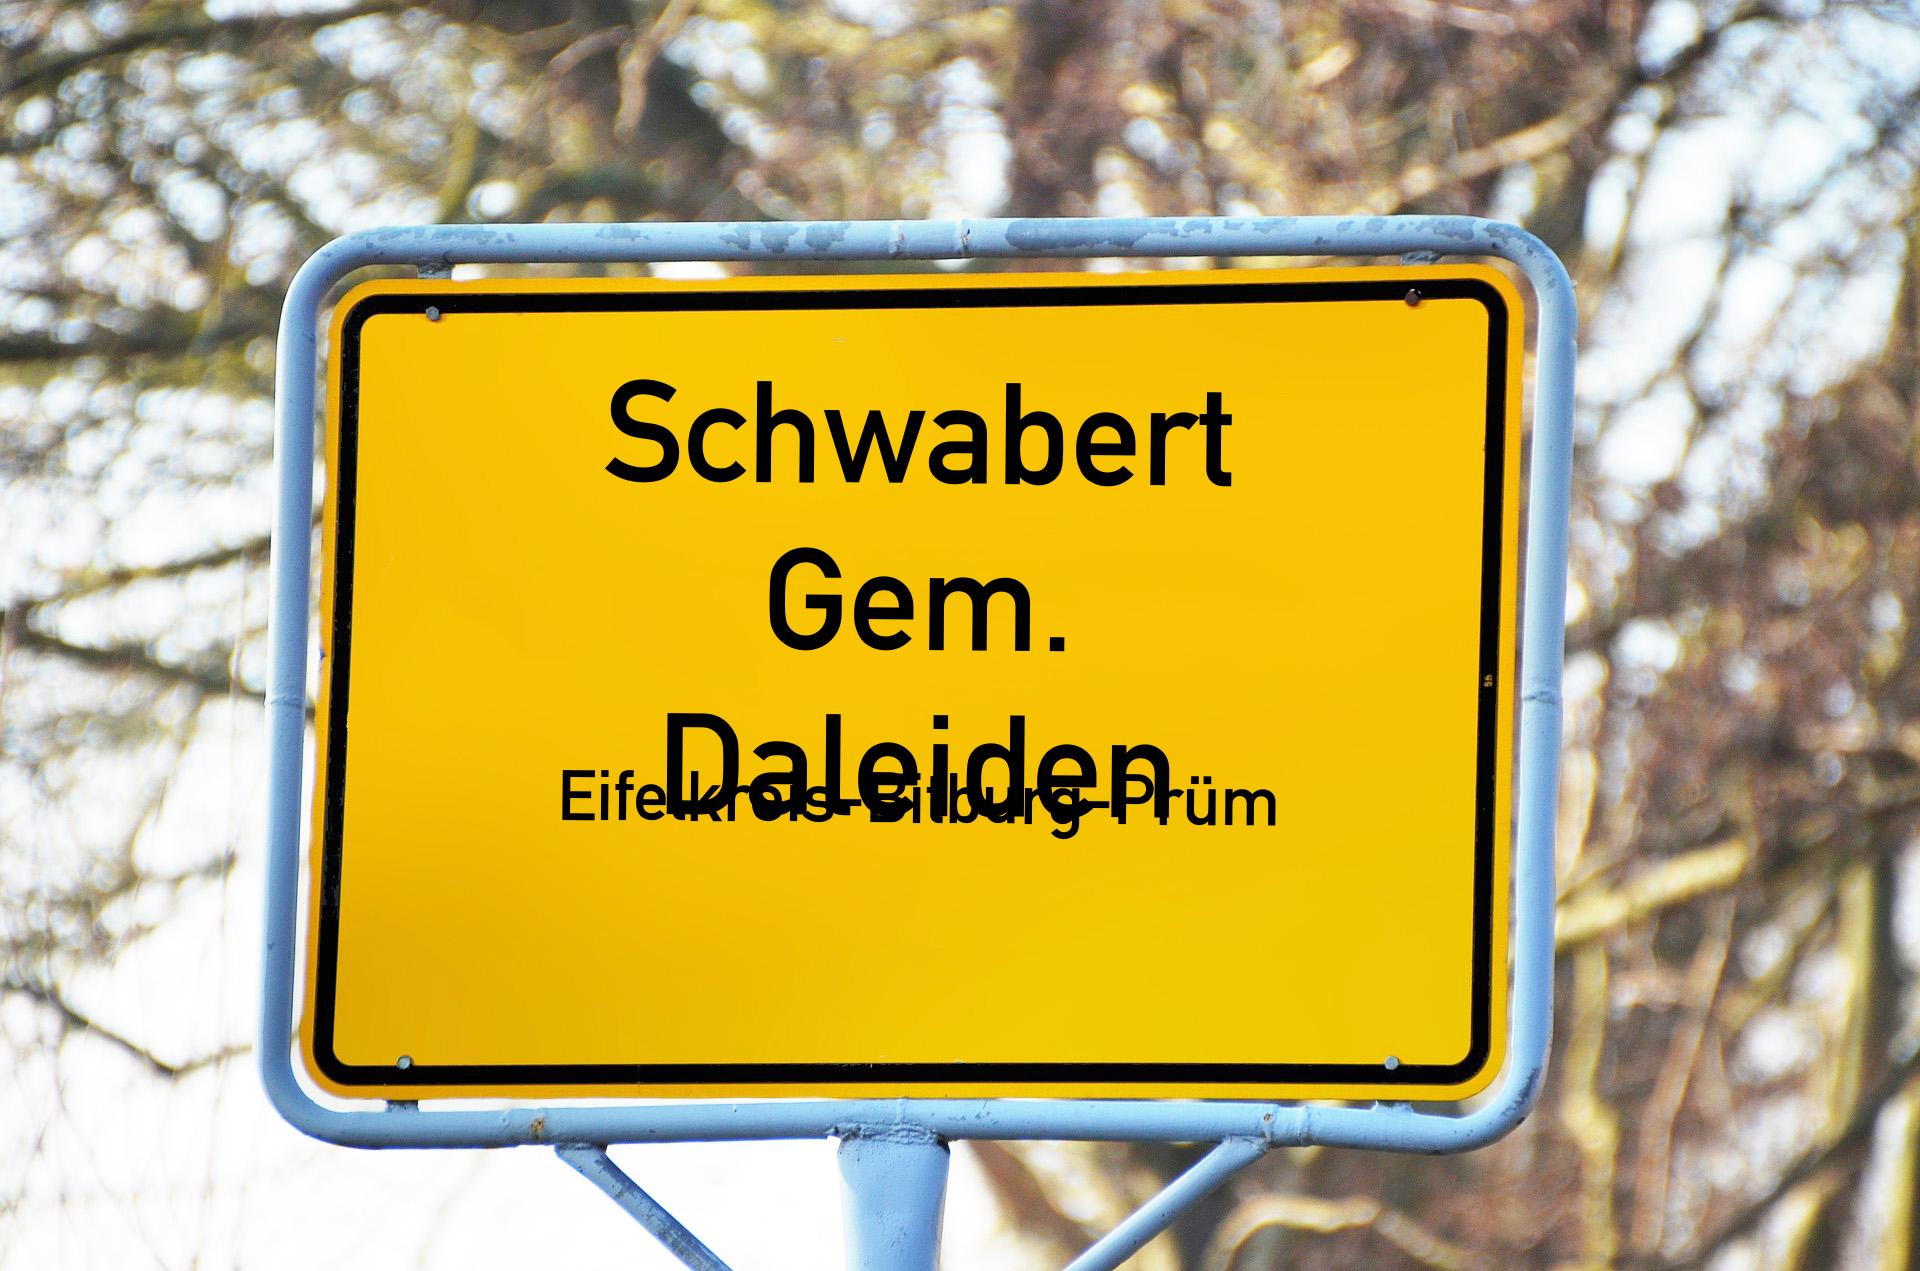 Schwabert
Gem.
Daleiden
Eifelkreis-Bitburg-Prüm